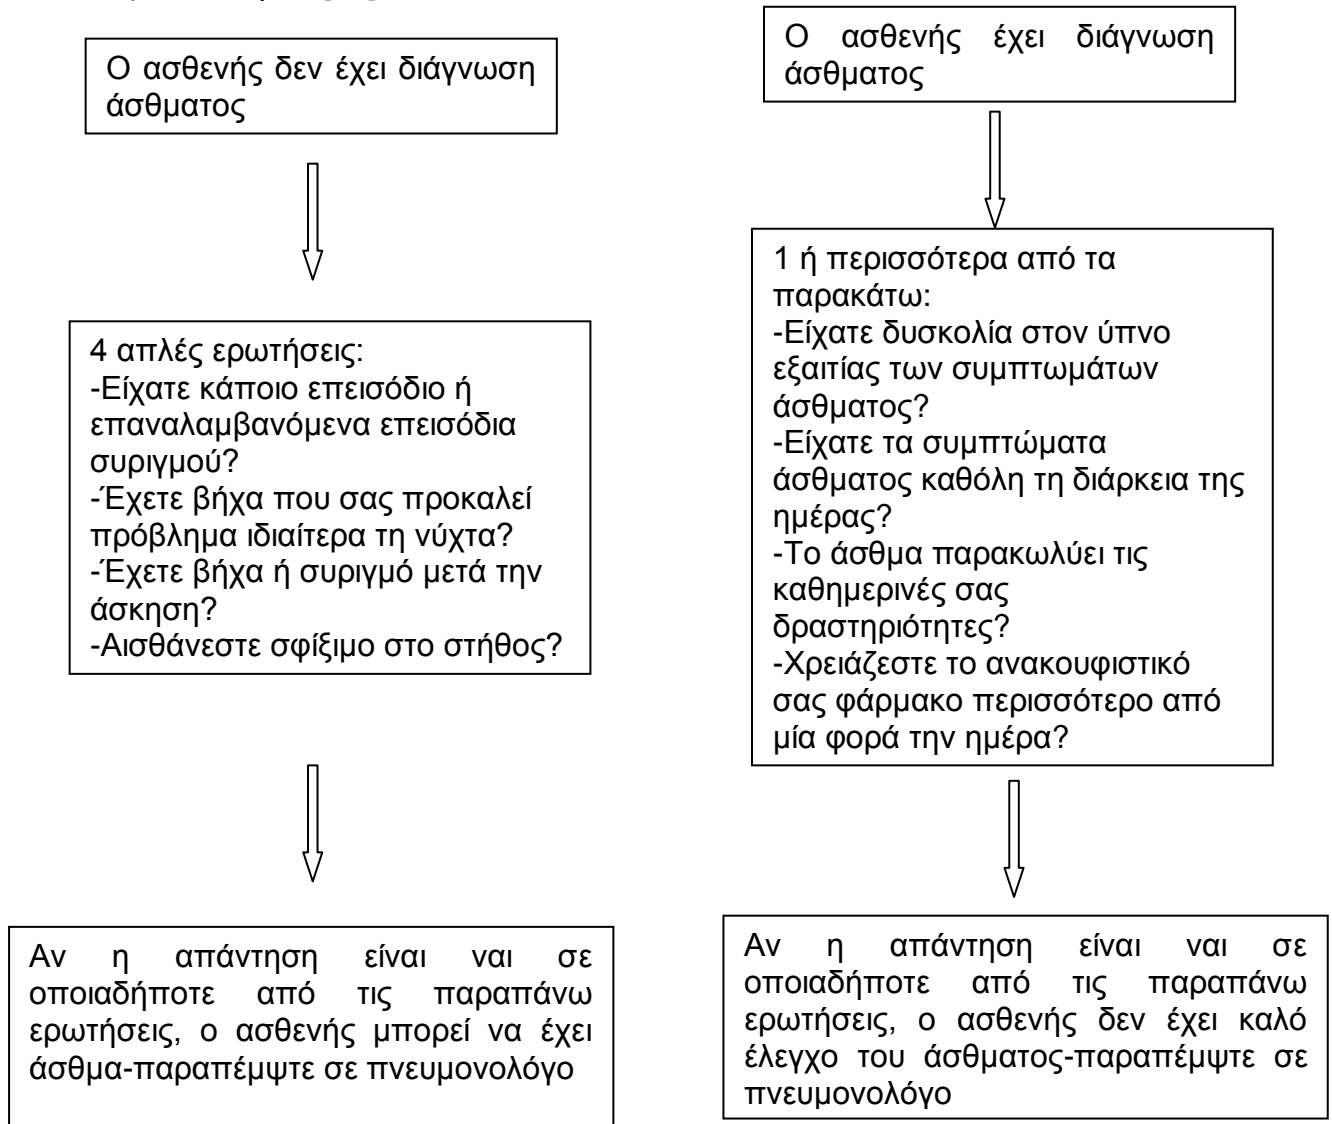 Ο ασθενής δεν έχει διάγνωση
άσθματος
4 απλές ερωτήσεις:
-Είχατε κάποιο επεισόδιο ή
επαναλαμβανόμενα επεισόδια
συριγμού?
-Έχετε βήχα που σας προκαλεί
πρόβλημα ιδιαίτερα τη νύχτα?
-Έχετε βήχα ή συριγμό μετά την
άσκηση?
-Αισθάνεστε σφίξιμο στο στήθος?
Αν η απάντηση είναι ναι σε
οποιαδήποτε από τις παραπάνω
ερωτήσεις, ο ασθενής μπορεί να έχει
άσθμα-παραπέμψτε σε πνευμονολόγο
Ο ασθενής έχει διάγνωση
άσθματος
1 ή περισσότερα από τα
παρακάτω:
-Είχατε δυσκολία στον ύπνο
εξαιτίας των συμπτωμάτων
άσθματος?
-Είχατε τα συμπτώματα
άσθματος καθόλη τη διάρκεια της
ημέρας?
-Το άσθμα παρακωλύει τις
καθημερινές σας
δραστηριότητες?
-Χρειάζεστε το ανακουφιστικό
σας φάρμακο περισσότερο από
μία φορά την ημέρα?
Αν η απάντηση είναι ναι σε
οποιαδήποτε από τις παραπάνω
ερωτήσεις, ο ασθενής δεν έχει καλό
έλεγχο του άσθματος-παραπέμψτε σε
πνευμονολόγο